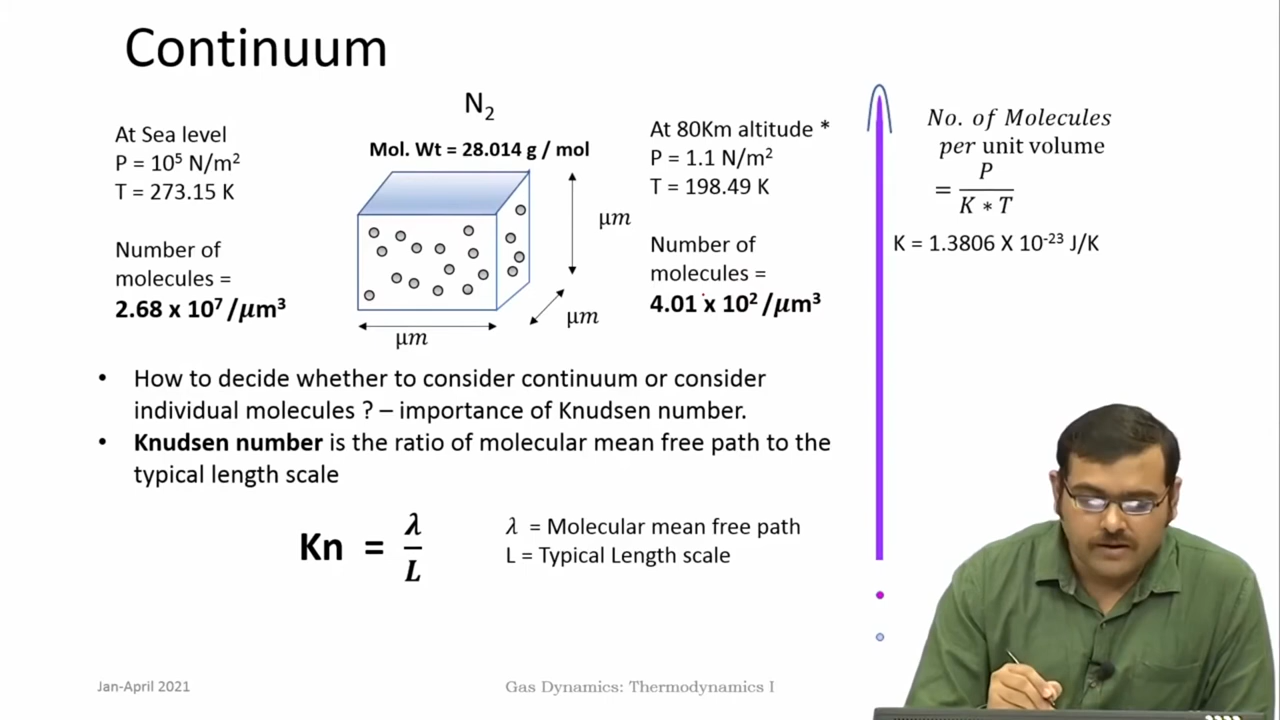 Continuum
N₂
At Sea level
P = 10⁵ N/m²
T = 273.15 K
Number of
molecules =
2.68 x 10⁷ /μm³
Mol. Wt = 28.014 g / mol
μm
μm
μm
At 80Km altitude *
P = 1.1 N/m²
T = 198.49 K
Number of
molecules =
4.01 x 10² /μm³
No. of Molecules
per unit volume
= P / K * T
K = 1.3806 X 10⁻²³ J/K
• How to decide whether to consider continuum or consider
individual molecules ? – importance of Knudsen number.
• Knudsen number is the ratio of molecular mean free path to the
typical length scale
Kn = λ / L
λ = Molecular mean free path
L = Typical Length scale
Jan-April 2021
Gas Dynamics: Thermodynamics I